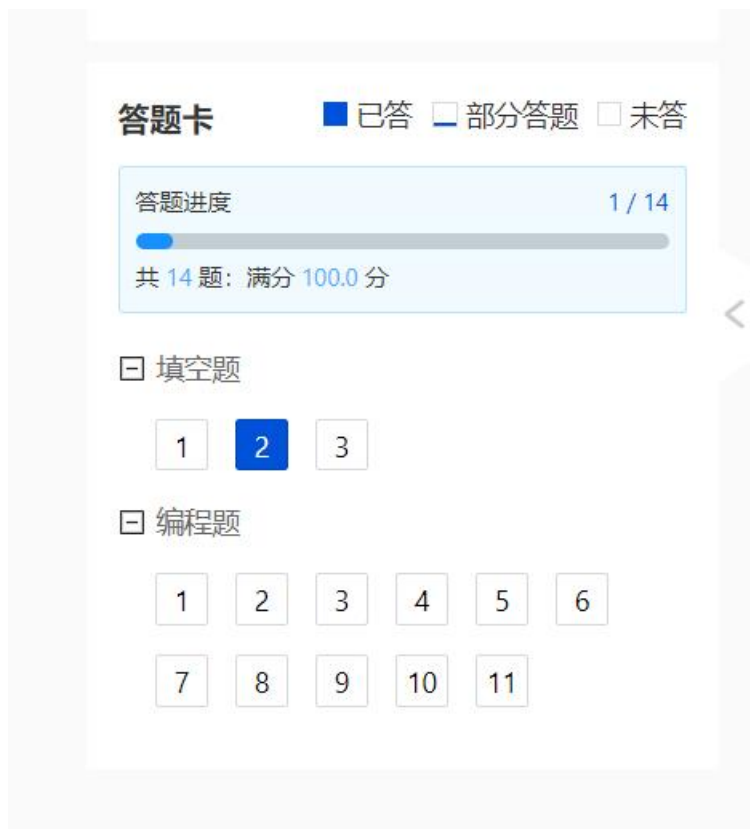 答题卡 已答 部分答题 未答
答题进度 1 / 14
共 14 题：满分 100.0 分
填空题
1 2 3
编程题
1 2 3 4 5 6
7 8 9 10 11